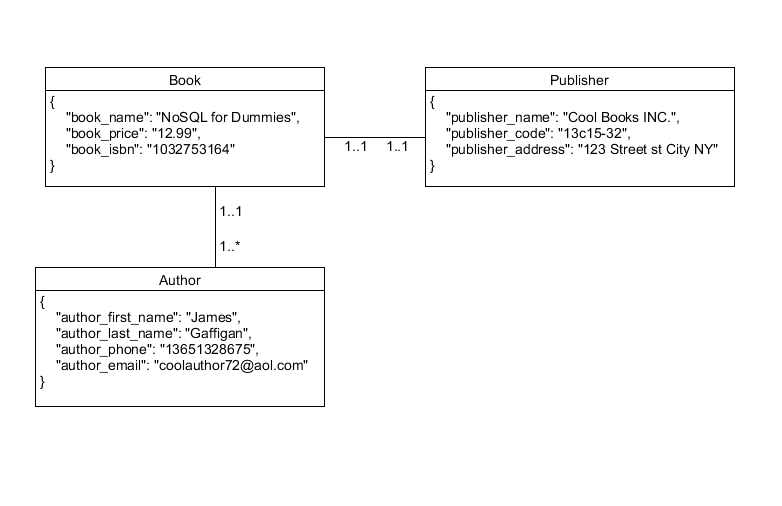 Book
{
"book_name": "NoSQL for Dummies",
"book_price": "12.99",
"book_isbn": "1032753164"
}
1..1
1..1
Publisher
{
"publisher_name": "Cool Books INC.",
"publisher_code": "13c15-32",
"publisher_address": "123 Street st City NY"
}
1..1
1..*
Author
{
"author_first_name": "James",
"author_last_name": "Gaffigan",
"author_phone": "13651328675",
"author_email": "coolauthor72@aol.com"
}